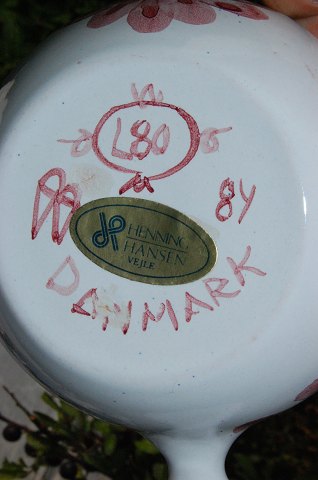 L80
84
HENNING
HANSEN
VEJLE
DANMARK